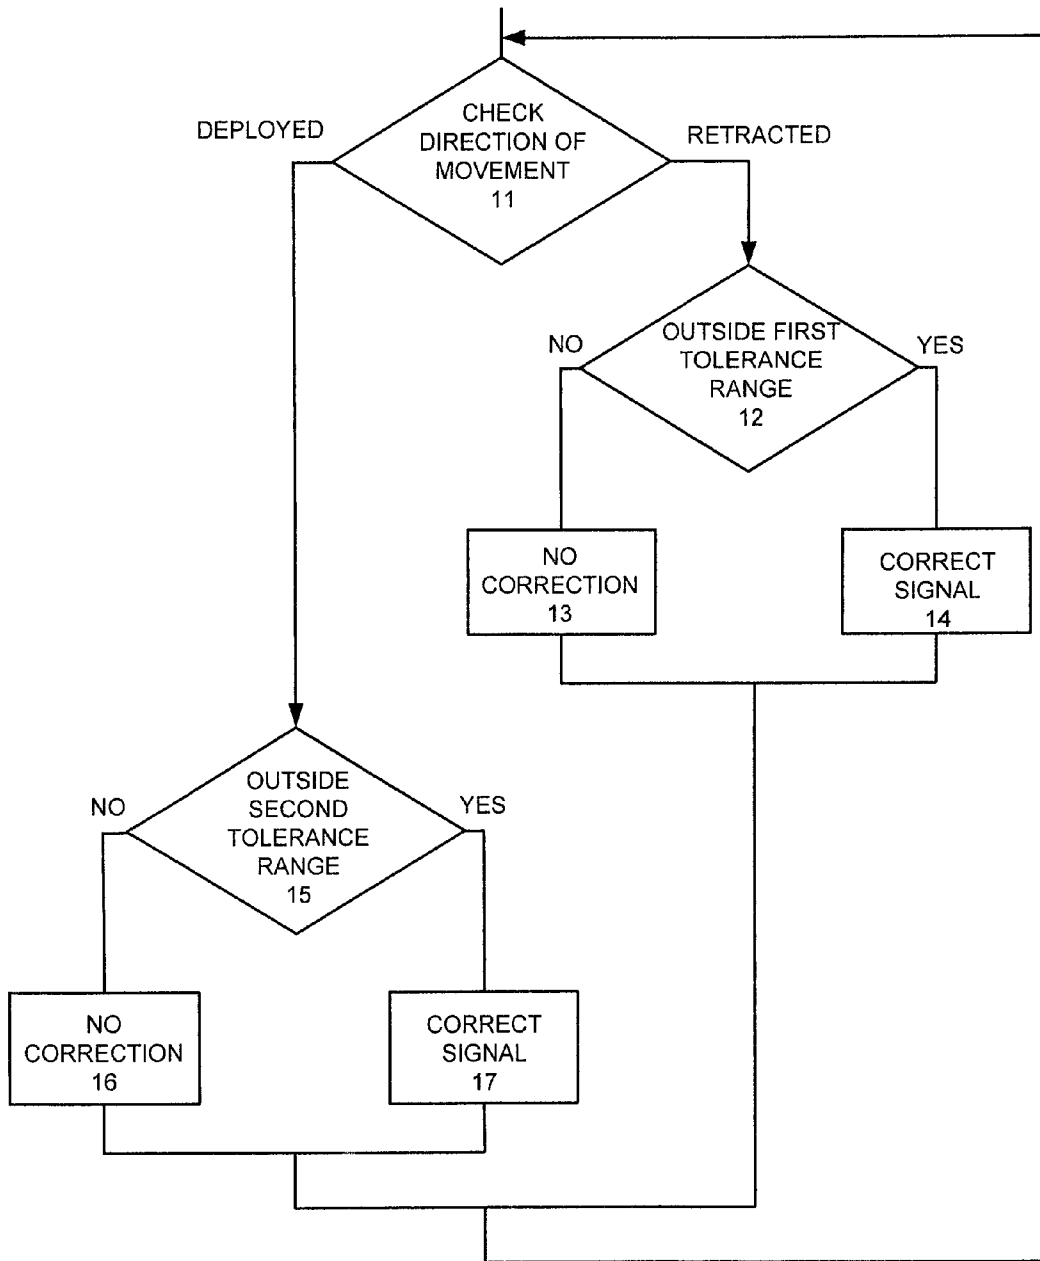 CHECK
DIRECTION OF
MOVEMENT
11
DEPLOYED
RETRACTED
OUTSIDE FIRST
TOLERANCE
RANGE
12
NO
YES
NO
CORRECTION
13
CORRECT
SIGNAL
14
OUTSIDE
SECOND
TOLERANCE
RANGE
15
NO
YES
NO
CORRECTION
16
CORRECT
SIGNAL
17